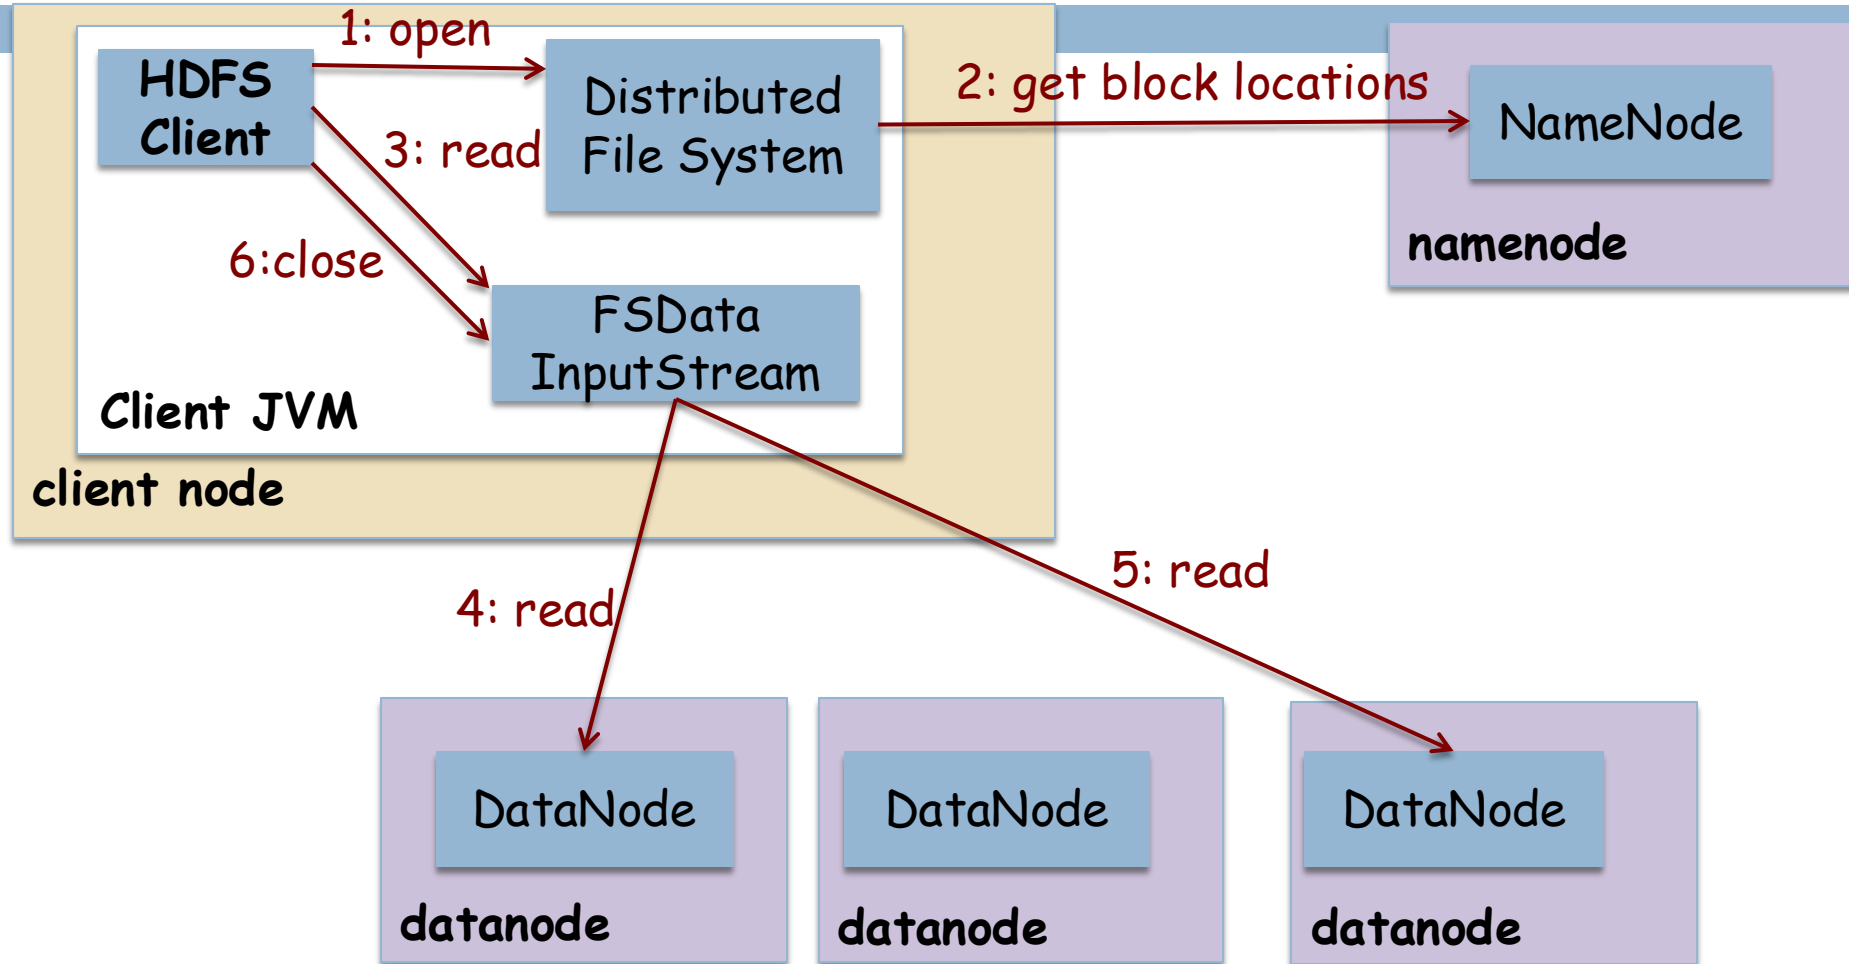 1: open
HDFS
Client
Distributed
File System
2: get block locations
NameNode
namenode
3: read
6:close
FSData
InputStream
Client JVM
client node
4: read
5: read
DataNode
datanode
DataNode
datanode
DataNode
datanode